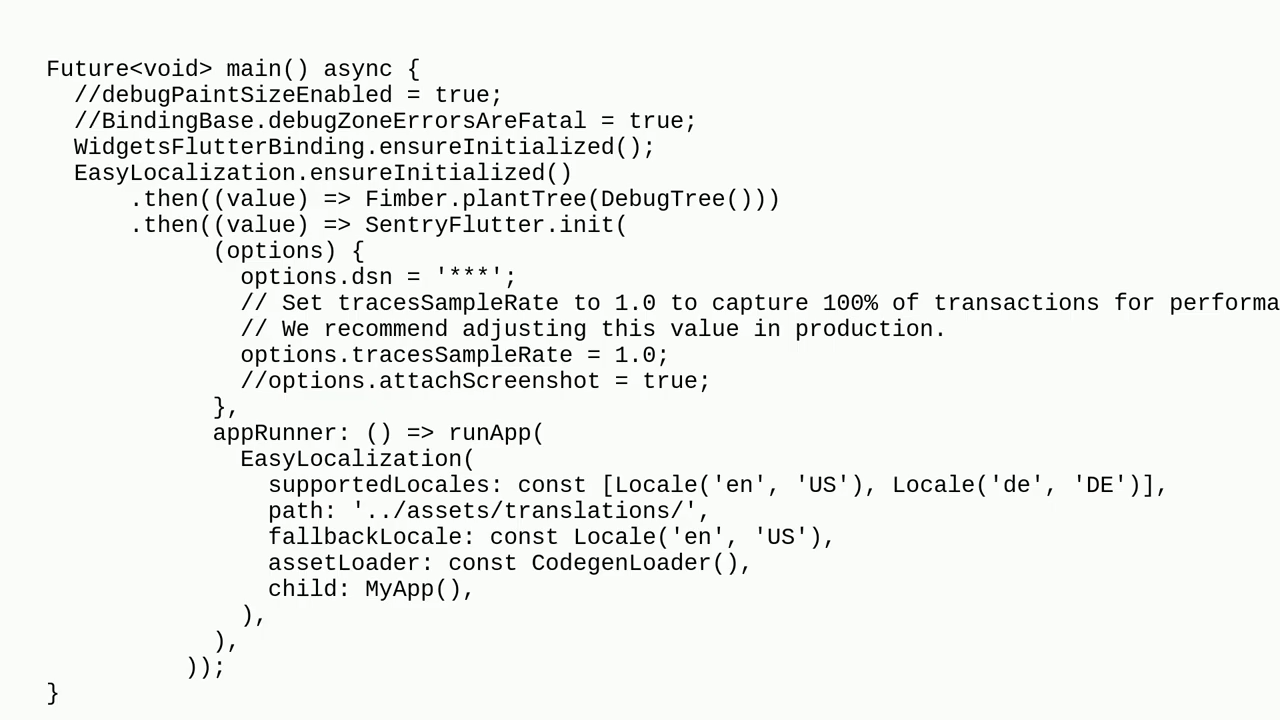 Future<void> main() async {
  //debugPaintSizeEnabled = true;
  //BindingBase.debugZoneErrorsAreFatal = true;
  WidgetsFlutterBinding.ensureInitialized();
  EasyLocalization.ensureInitialized()
      .then((value) => Fimber.plantTree(DebugTree()))
      .then((value) => SentryFlutter.init(
            (options) {
              options.dsn = '***';
              // Set tracesSampleRate to 1.0 to capture 100% of transactions for performa
              // We recommend adjusting this value in production.
              options.tracesSampleRate = 1.0;
              //options.attachScreenshot = true;
            },
            appRunner: () => runApp(
              EasyLocalization(
                supportedLocales: const [Locale('en', 'US'), Locale('de', 'DE')],
                path: '../assets/translations/',
                fallbackLocale: const Locale('en', 'US'),
                assetLoader: const CodegenLoader(),
                child: MyApp(),
              ),
            ),
          ));
}